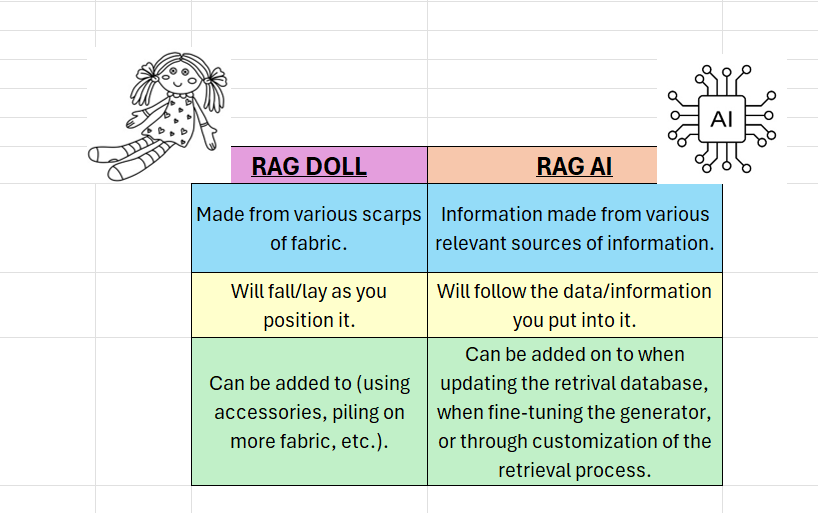 AI
RAG DOLL
RAG AI
Made from various scarps
of fabric.
Information made from various
relevant sources of information.
Will fall/lay as you
position it.
Will follow the data/information
you put into it.
Can be added to (using
accessories, piling on
more fabric, etc.).
Can be added on to when
updating the retrival database,
when fine-tuning the generator,
or through customization of the
retrieval process.